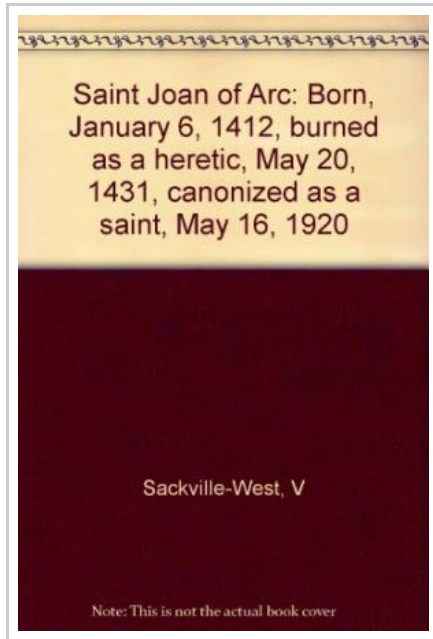 Saint Joan of Arc: Born,
January 6, 1412, burned
as a heretic, May 20,
1431, canonized as a
saint, May 16, 1920
Sackville-West, V
Note: This is not the actual book cover